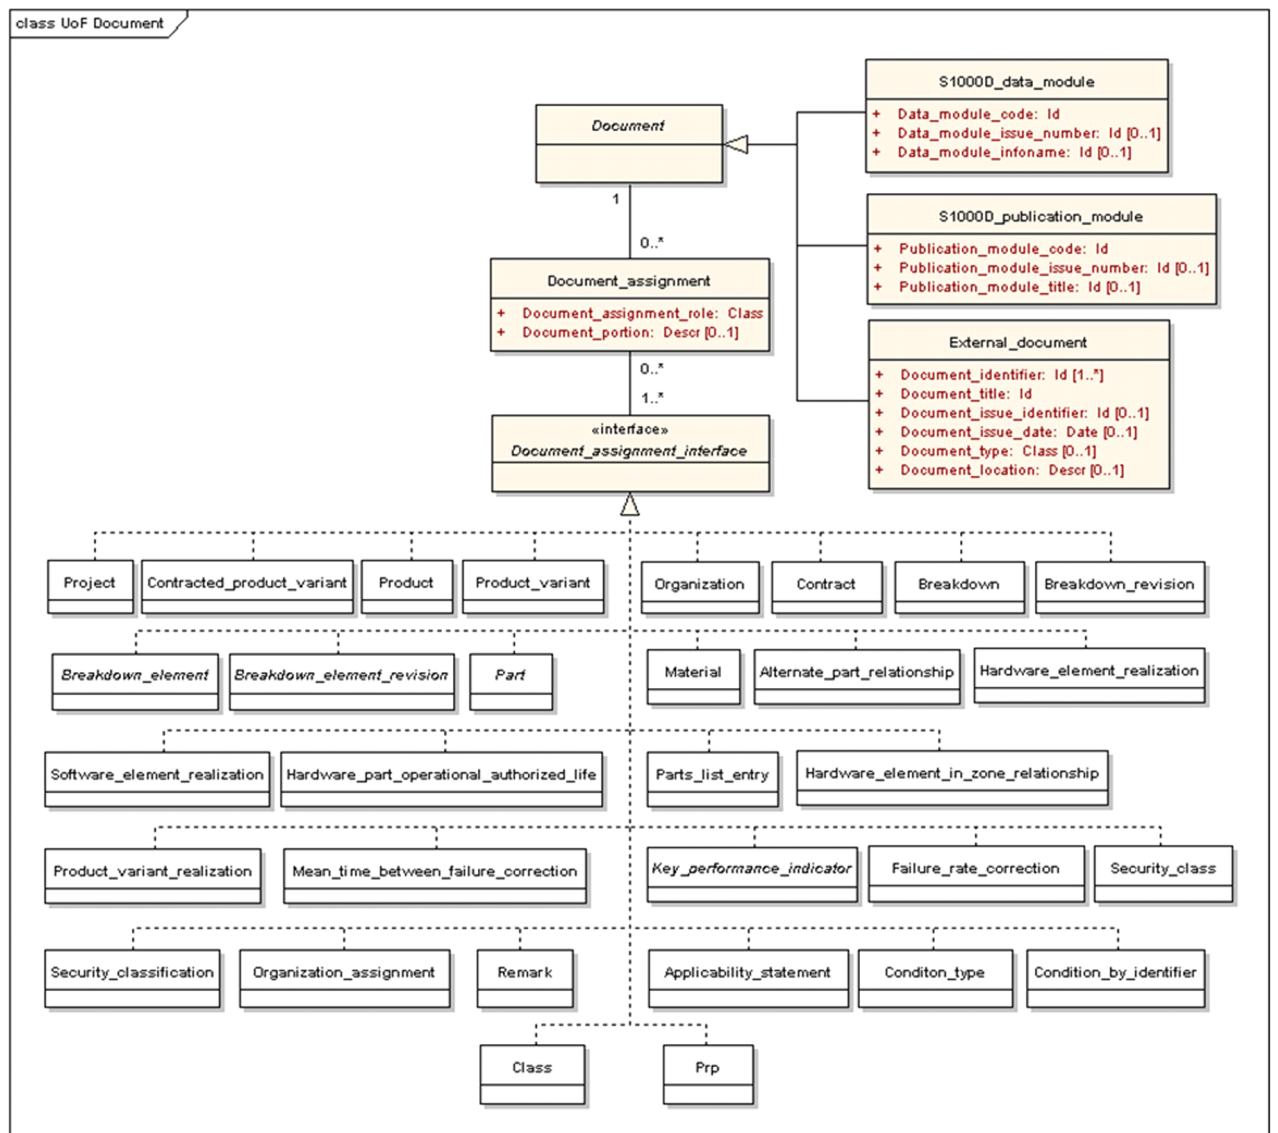 class UoF Document
Document
S1000D_data_module
+ Data_module_code: Id
+ Data_module_issue_number: Id [0..1]
+ Data_module_infoname: Id [0..1]
1
0..*
S1000D_publication_module
+ Publication_module_code: Id
+ Publication_module_issue_number: Id [0..1]
+ Publication_module_title: Id [0..1]
Document_assignment
+ Document_assignment_role: Class
+ Document_portion: Descr [0..1]
External_document
+ Document_identifier: Id [1..*]
+ Document_title: Id
+ Document_issue_identifier: Id [0..1]
+ Document_issue_date: Date [0..1]
+ Document_type: Class [0..1]
+ Document_location: Descr [0..1]
0..*
1..*
«interface»
Document_assignment_interface
Project
Contracted_product_variant
Product
Product_variant
Organization
Contract
Breakdown
Breakdown_revision
Breakdown_element
Breakdown_element_revision
Part
Material
Alternate_part_relationship
Hardware_element_realization
Software_element_realization
Hardware_part_operational_authorized_life
Parts_list_entry
Hardware_element_in_zone_relationship
Product_variant_realization
Mean_time_between_failure_correction
Key_performance_indicator
Failure_rate_correction
Security_class
Security_classification
Organization_assignment
Remark
Applicability_statement
Conditon_type
Condition_by_identifier
Class
Prp